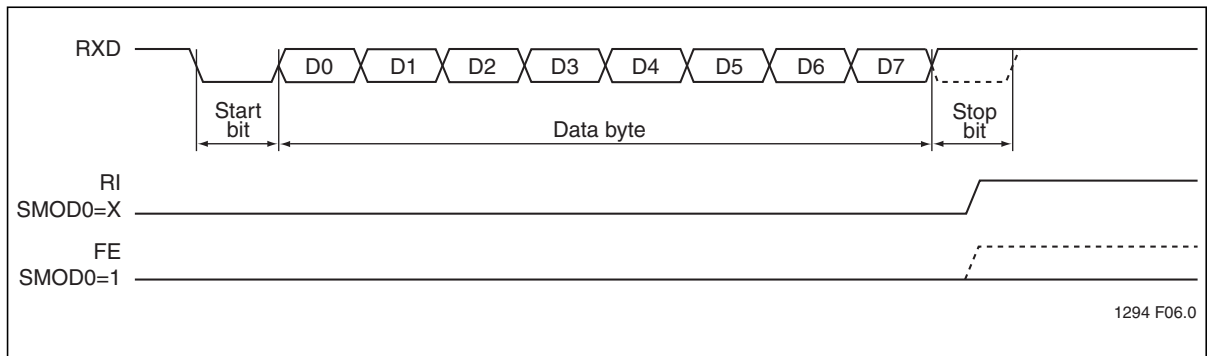 RXD
D0 D1 D2 D3 D4 D5 D6 D7
Start
bit
Data byte
Stop
bit
RI
SMOD0=X
FE
SMOD0=1
1294 F06.0